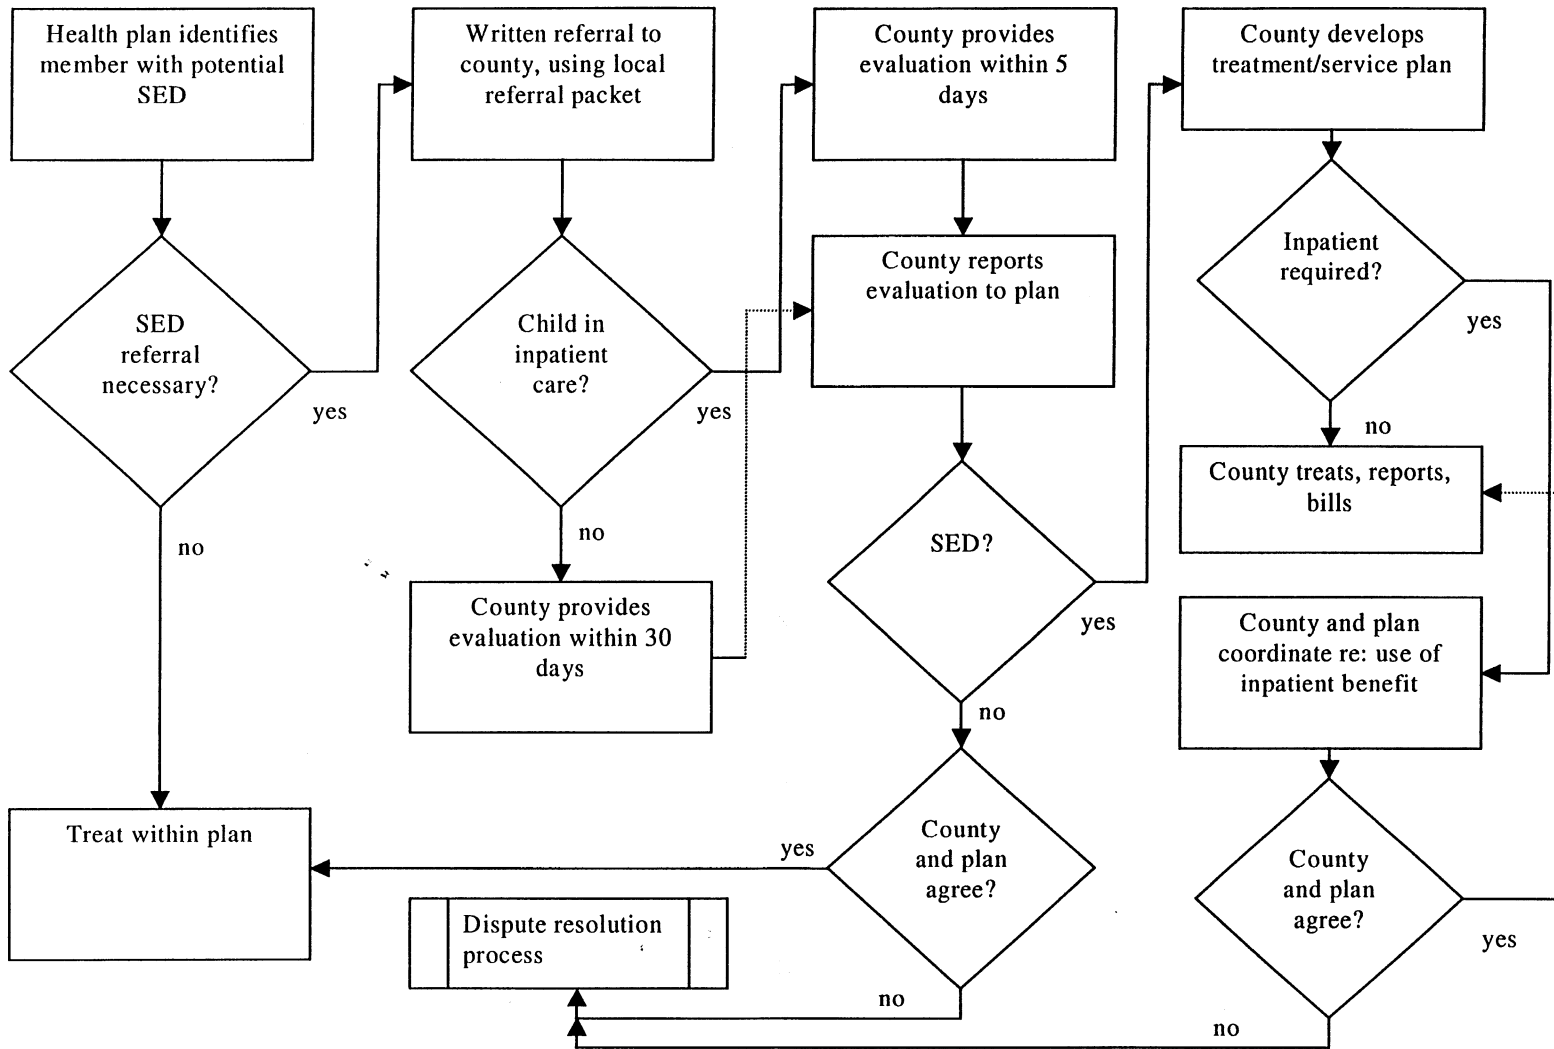 Health plan identifies
member with potential
SED
SED
referral
necessary?
yes
no
Treat within plan
Written referral to
county, using local
referral packet
Child in
inpatient
care?
yes
no
County provides
evaluation within 30
days
Dispute resolution
process
County provides
evaluation within 5
days
County reports
evaluation to plan
SED?
yes
no
County
and plan
agree?
yes
no
County develops
treatment/service plan
Inpatient
required?
yes
no
County treats, reports,
bills
County and plan
coordinate re: use of
inpatient benefit
County
and plan
agree?
yes
no